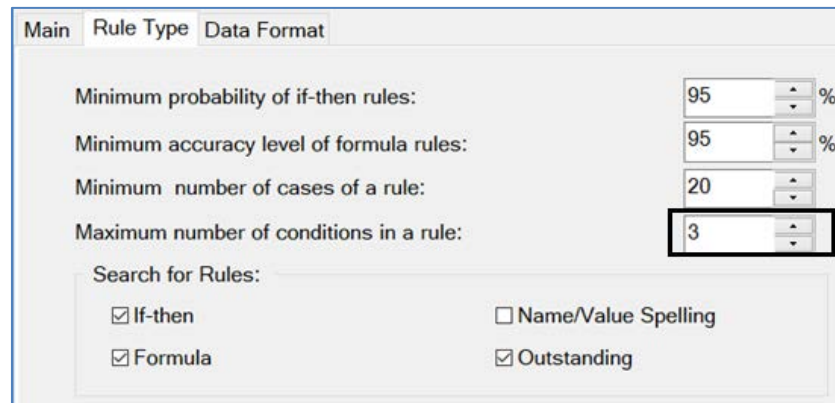 Main Rule Type Data Format
Minimum probability of if-then rules: 95 %
Minimum accuracy level of formula rules: 95 %
Minimum number of cases of a rule: 20
Maximum number of conditions in a rule: 3
Search for Rules:
If-then Name/Value Spelling
Formula Outstanding